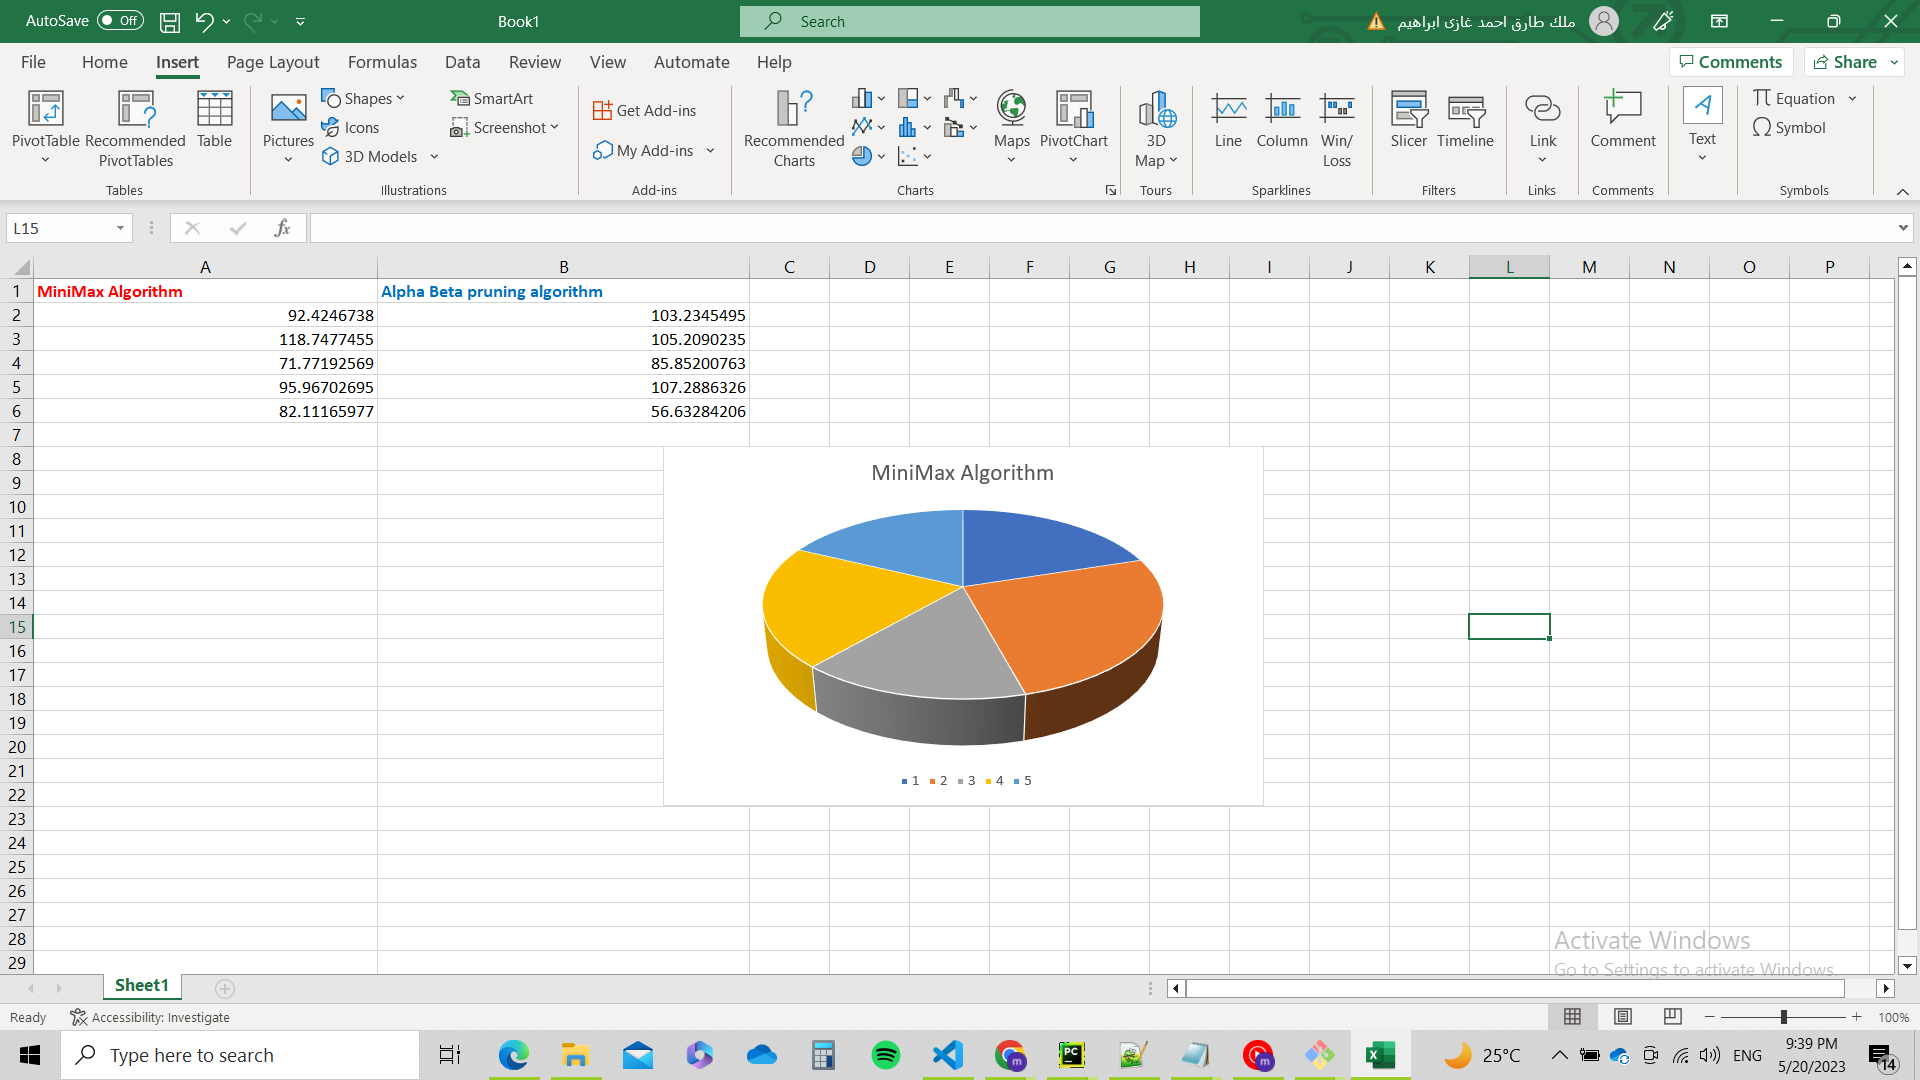 AutoSave Off Book1 Search ملك طارق احمد غازى ابراهيم
File Home Insert Page Layout Formulas Data Review View Automate Help Comments Share
PivotTable Recommended PivotTables Table
Pictures Shapes Icons 3D Models SmartArt Screenshot
Get Add-ins
My Add-ins
Recommended Charts Maps PivotChart
3D Map
Line Column Win/Loss
Slicer Timeline
Link Comment Text
Equation
Symbol
Tables Illustrations Add-ins Charts Tours Sparklines Filters Links Comments Symbols
L15 fx
A B C D E F G H I J K L M N O P
1 MiniMax Algorithm Alpha Beta pruning algorithm
2 92.4246738 103.2345495
3 118.7477455 105.2090235
4 71.77192569 85.85200763
5 95.96702695 107.2886326
6 82.11165977 56.63284206
7
8 MiniMax Algorithm
9
10
11
12
13
14
15
16
17
18
19
20
21
1 2 3 4 5
22
23
24
25
26
27
28 Activate Windows
29 Go to Settings to activate Windows.
Sheet1
Ready Accessibility: Investigate 100%
Type here to search PC 25°C ENG 9:39 PM
5/20/2023 14